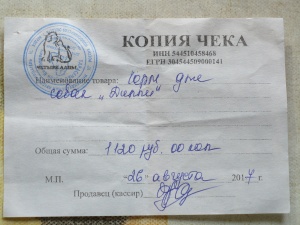 КОПИЯ ЧЕКА
ИНН 544510458468
ЕГРН 304544509000141
Наименование товара: Корм для
собак "
Общая сумма: 1120 руб. 00 коп
М.П. "26" августа 2017 г.
Продавец (кассир)